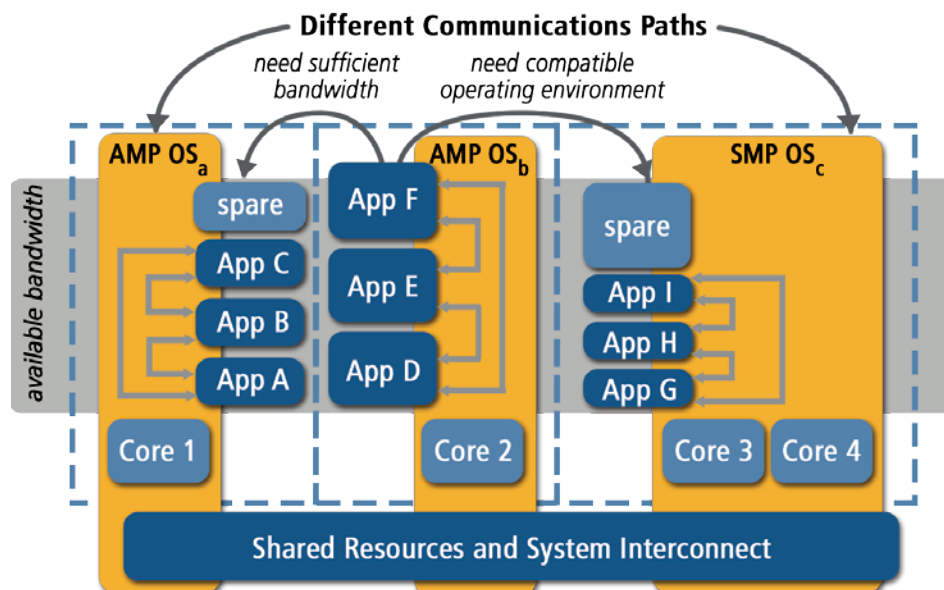 Different Communications Paths
need sufficient
bandwidth
need compatible
operating environment
AMP OSa
AMP OSb
SMP OSc
available bandwidth
spare
App C
App B
App A
App F
App E
App D
spare
App I
App H
App G
Core 1
Core 2
Core 3
Core 4
Shared Resources and System Interconnect